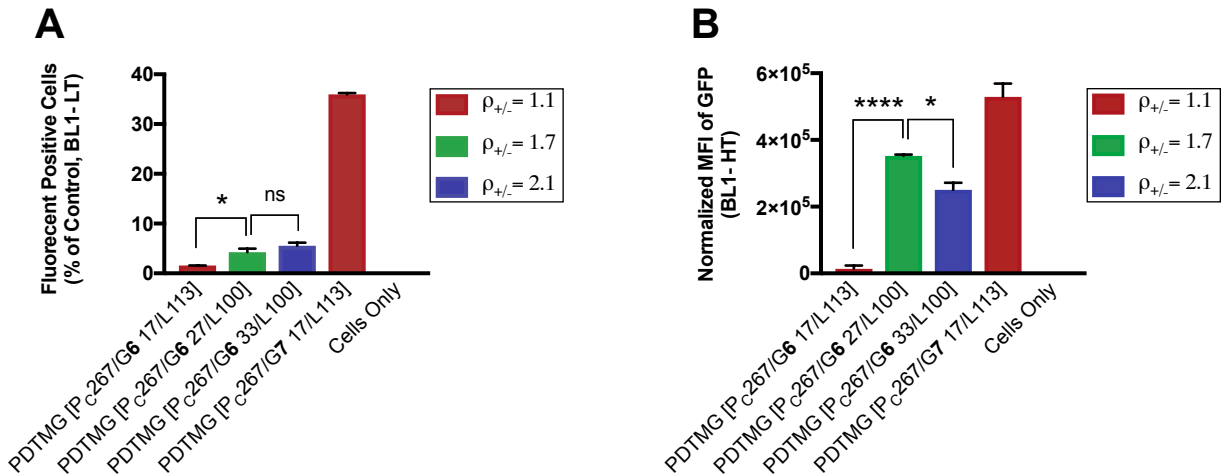 A
Fluorecent Positive Cells
(% of Control, BL1- LT)
40
30
20
10
0
*
ns
ρ+/-= 1.1
ρ+/-= 1.7
ρ+/-= 2.1
PDTMG [PC267/G6 17/L113]
PDTMG [PC267/G6 27/L100]
PDTMG [PC267/G6 33/L100]
PDTMG [PC267/G7 17/L113]
Cells Only
B
Normalized MFI of GFP
(BL1- HT)
6×10⁵
4×10⁵
2×10⁵
0
****
*
ρ+/-= 1.1
ρ+/-= 1.7
ρ+/-= 2.1
PDTMG [PC267/G6 17/L113]
PDTMG [PC267/G6 27/L100]
PDTMG [PC267/G6 33/L100]
PDTMG [PC267/G7 17/L113]
Cells Only